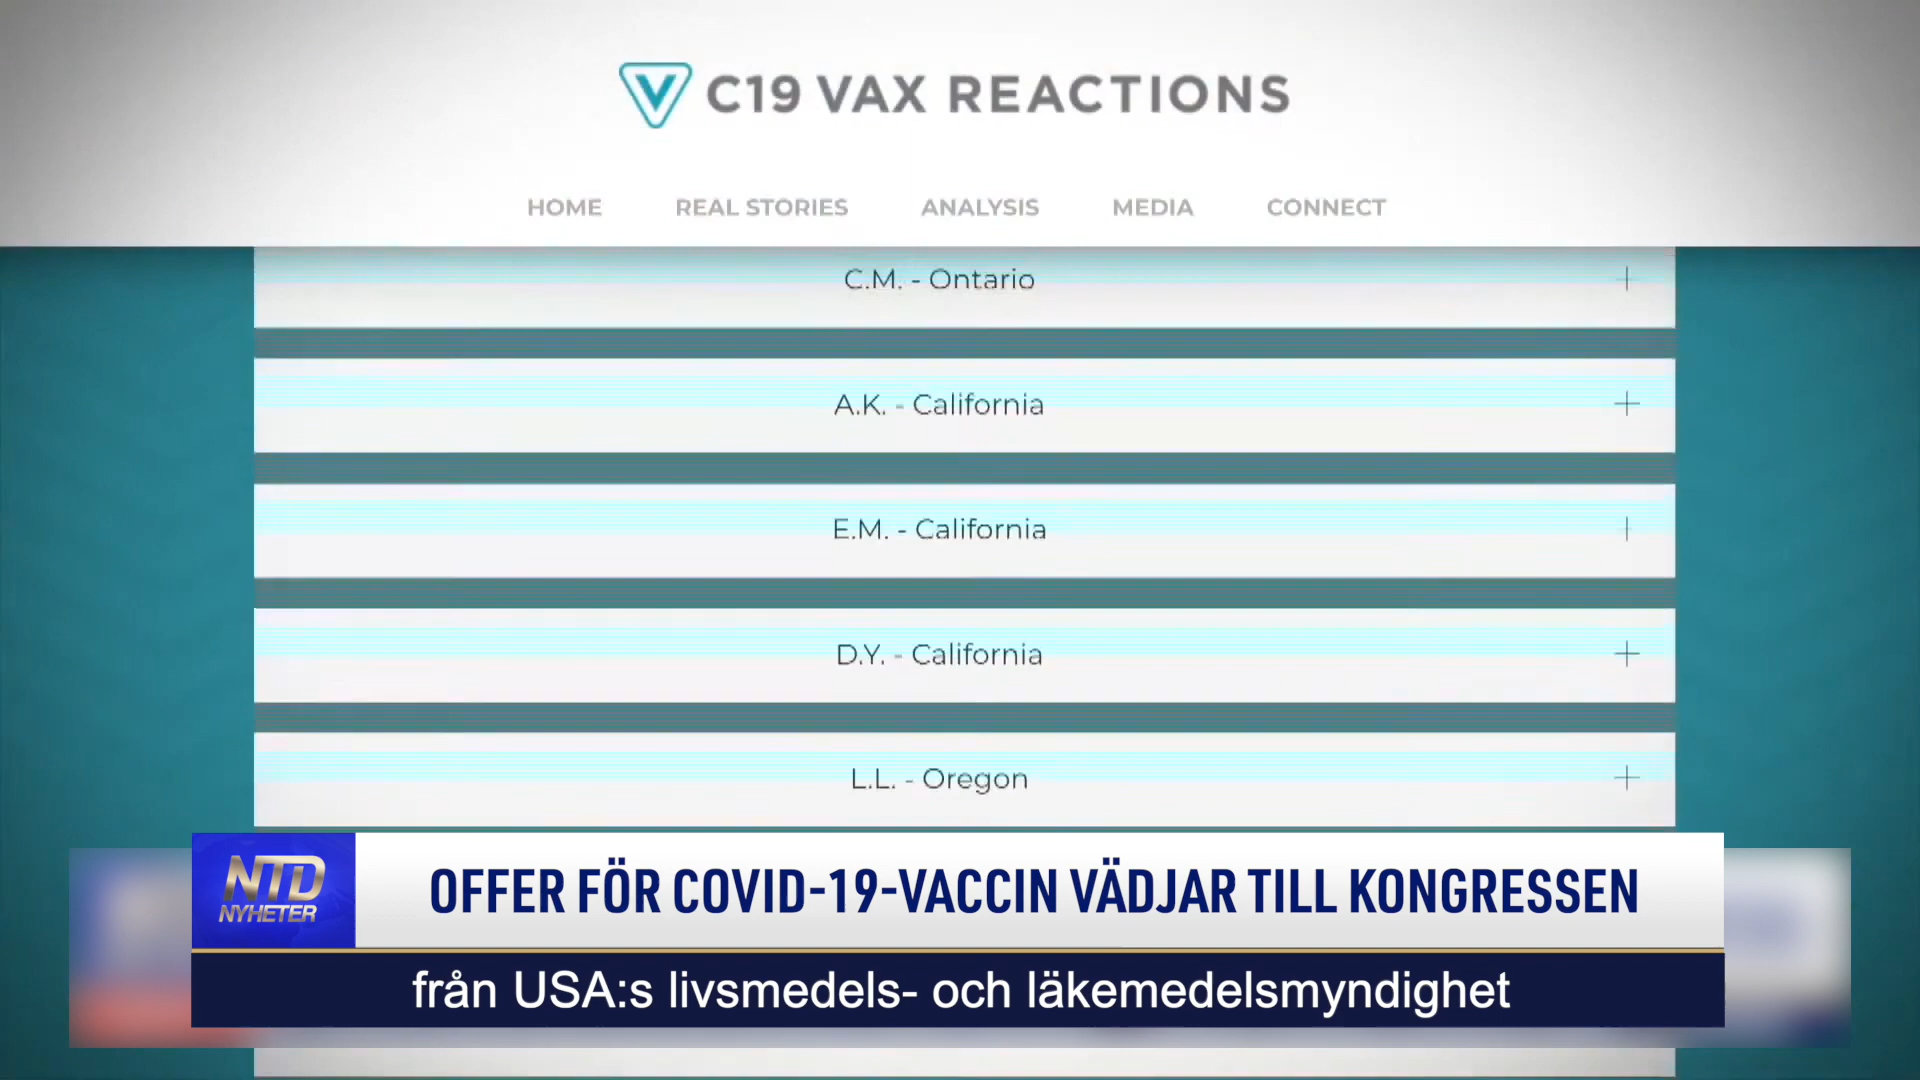 C19 VAX REACTIONS
HOME REAL STORIES ANALYSIS MEDIA CONNECT
C.M. - Ontario
A.K. - California
E.M. - California
D.Y. - California
L.L. - Oregon
NTD
NYHETER
OFFER FÖR COVID-19-VACCIN VÄDJAR TILL KONGRESSEN
från USA:s livsmedels- och läkemedelsmyndighet